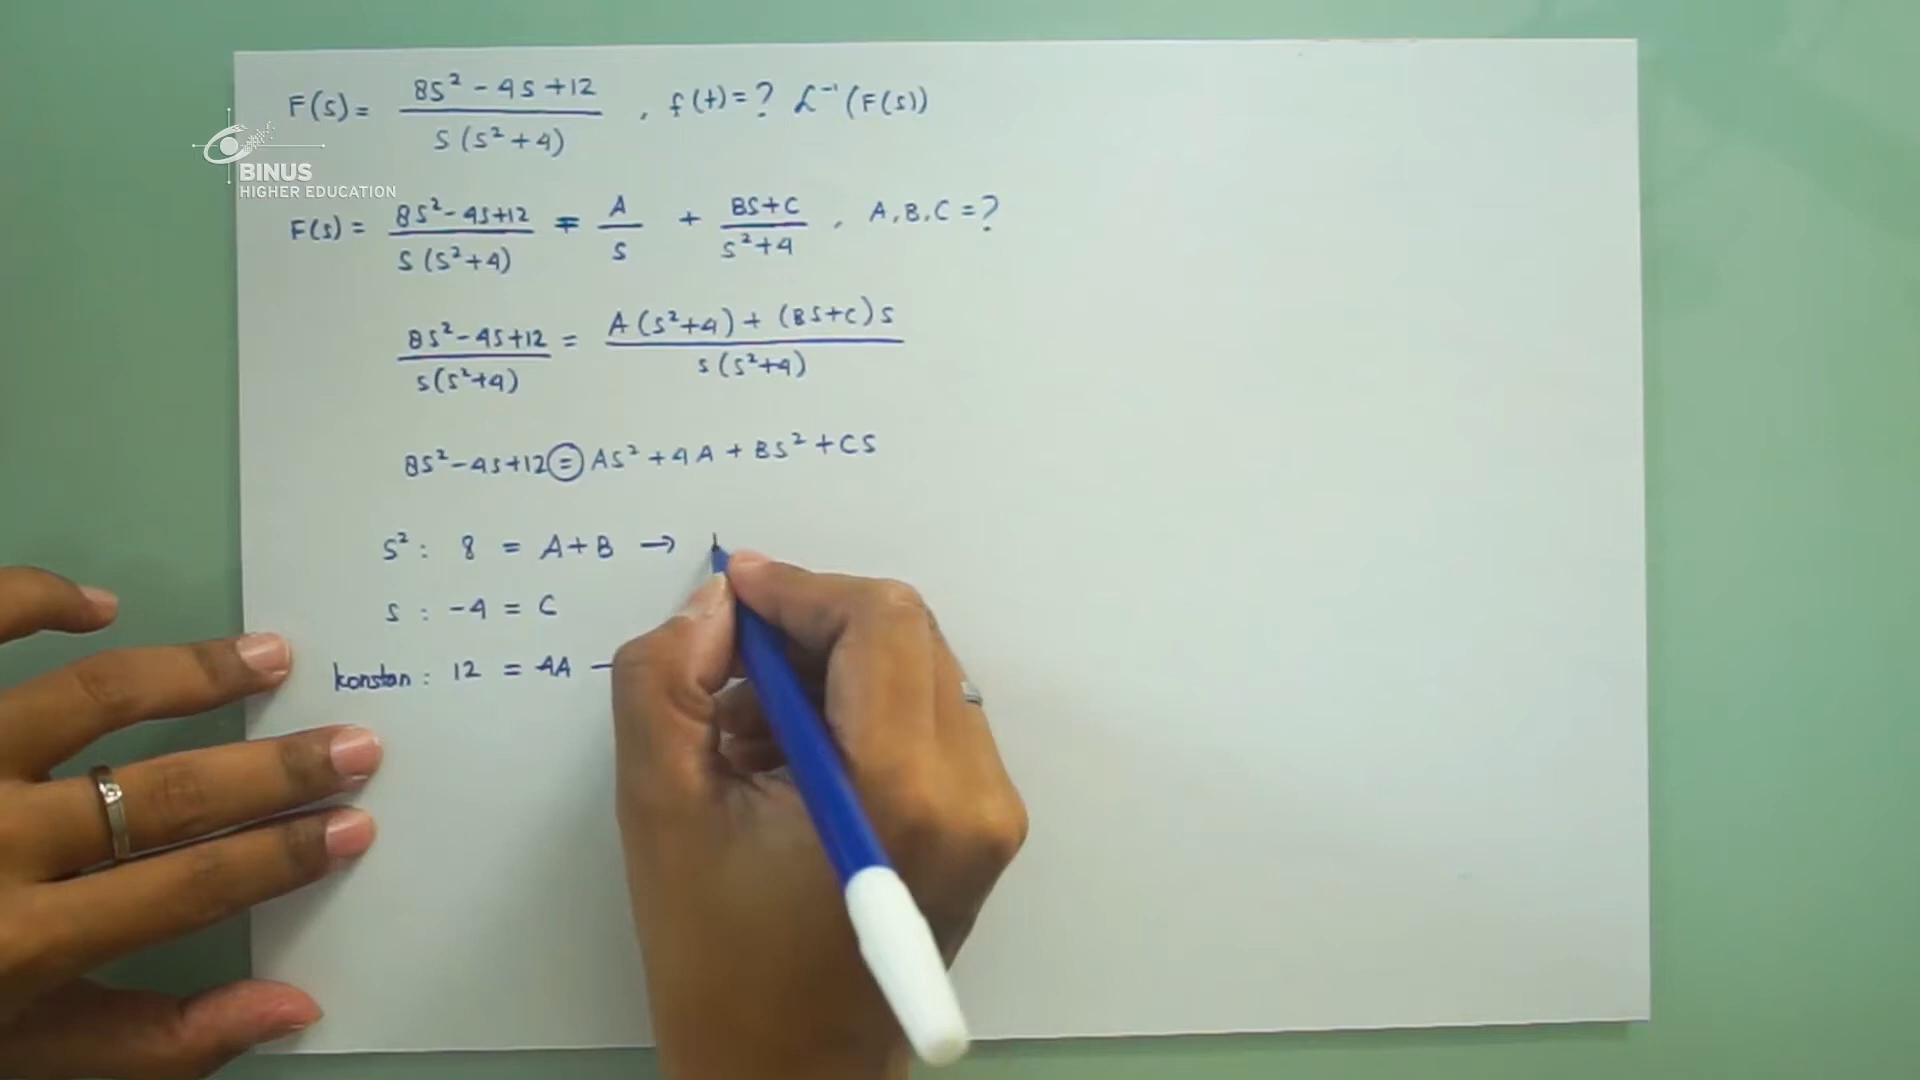 F(s) = 8s² - 4s + 12 / s(s² + 4) , f(t) = ? ℒ⁻¹(F(s))
BINUS
HIGHER EDUCATION
F(s) = 8s² - 4s + 12 / s(s² + 4) = A / s + Bs + C / s² + 4 , A, B, C = ?
8s² - 4s + 12 / s(s² + 4) = A(s² + 4) + (Bs + C)s / s(s² + 4)
8s² - 4s + 12 = As² + 4A + Bs² + Cs
s² : 8 = A + B →
s : -4 = C
konstan : 12 = 4A –